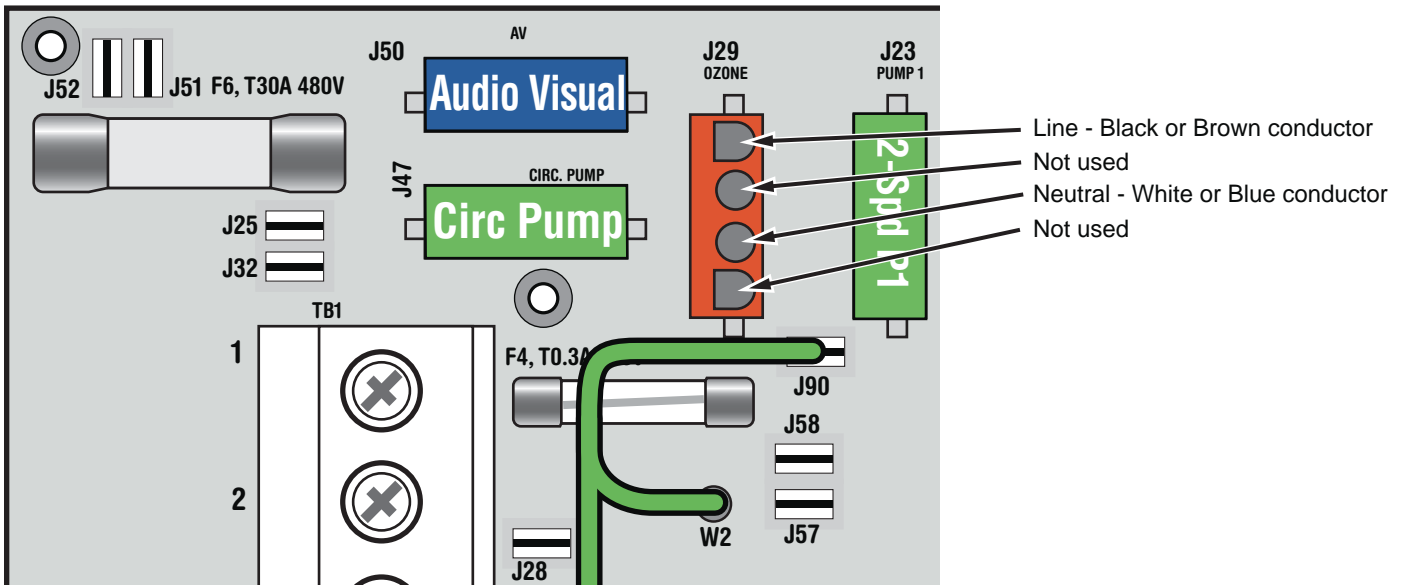 AV
J50
J29
OZONE
J23
PUMP 1
J52
J51
F6, T30A 480V
Audio Visual
Line - Black or Brown conductor
Not used
Neutral - White or Blue conductor
Not used
2-Spd P1
J47
CIRC. PUMP
Circ Pump
J25
J32
TB1
1
F4, T0.3A
J90
J58
2
W2
J57
J28